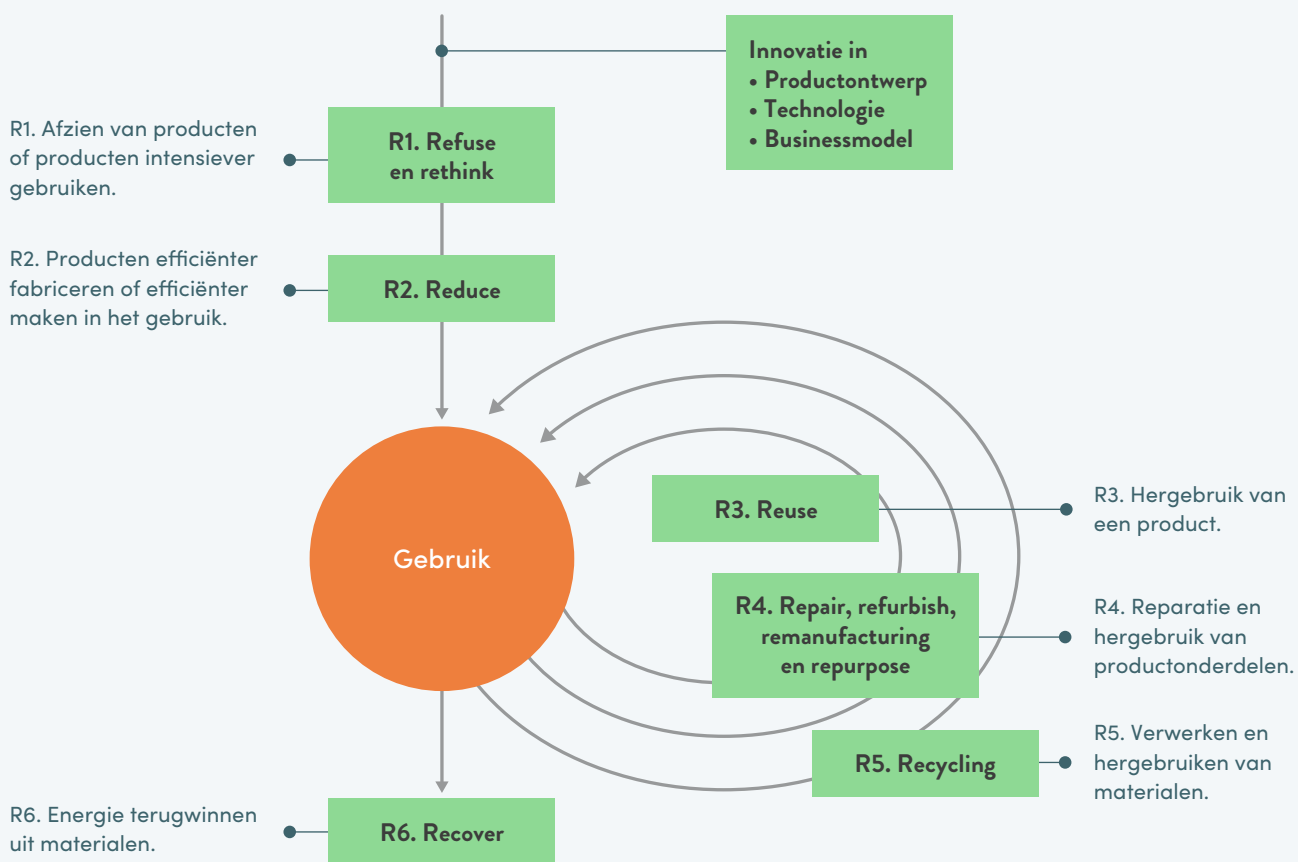 Innovatie in
• Productontwerp
• Technologie
• Businessmodel
R1. Afzien van producten
of producten intensiever
gebruiken.
R1. Refuse
en rethink
R2. Producten efficiënter
fabriceren of efficiënter
maken in het gebruik.
R2. Reduce
Gebruik
R3. Reuse
R3. Hergebruik van
een product.
R4. Repair, refurbish,
remanufacturing
en repurpose
R4. Reparatie en
hergebruik van
productonderdelen.
R5. Recycling
R5. Verwerken en
hergebruiken van
materialen.
R6. Energie terugwinnen
uit materialen.
R6. Recover